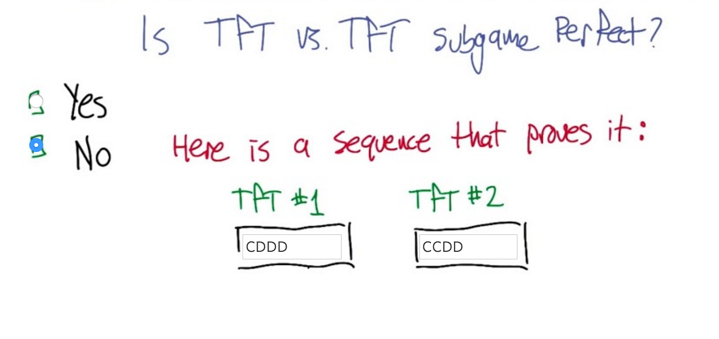 Is TFT vs. TFT subgame Perfect?
Yes
No Here is a sequence that proves it:
TFT #1 TFT #2
CDDD CCDD